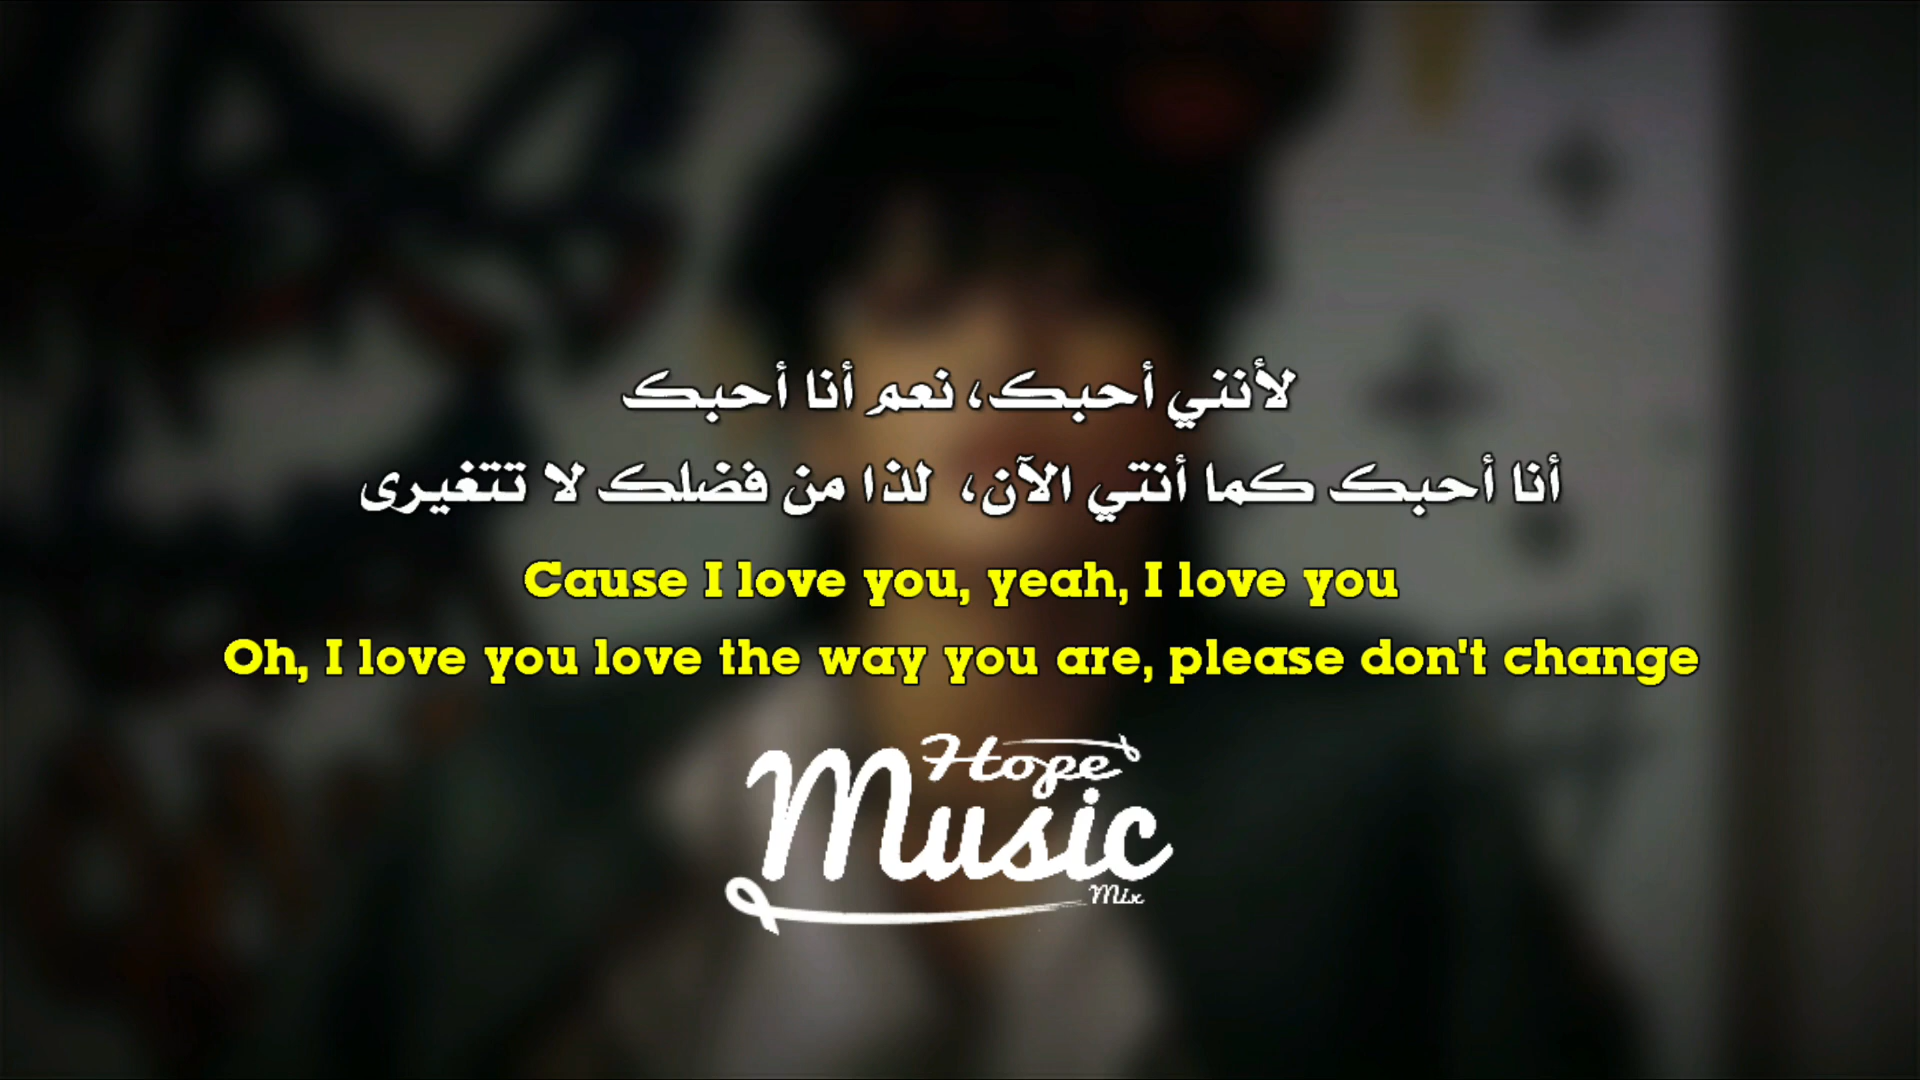 لأنني أحبك، نعم أنا أحبك
أنا أحبك كما أنتي الآن، لذا من فضلك لا تتغيرى
Cause I love you, yeah, I love you
Oh, I love you love the way you are, please don't change
Hope
Music
Mix